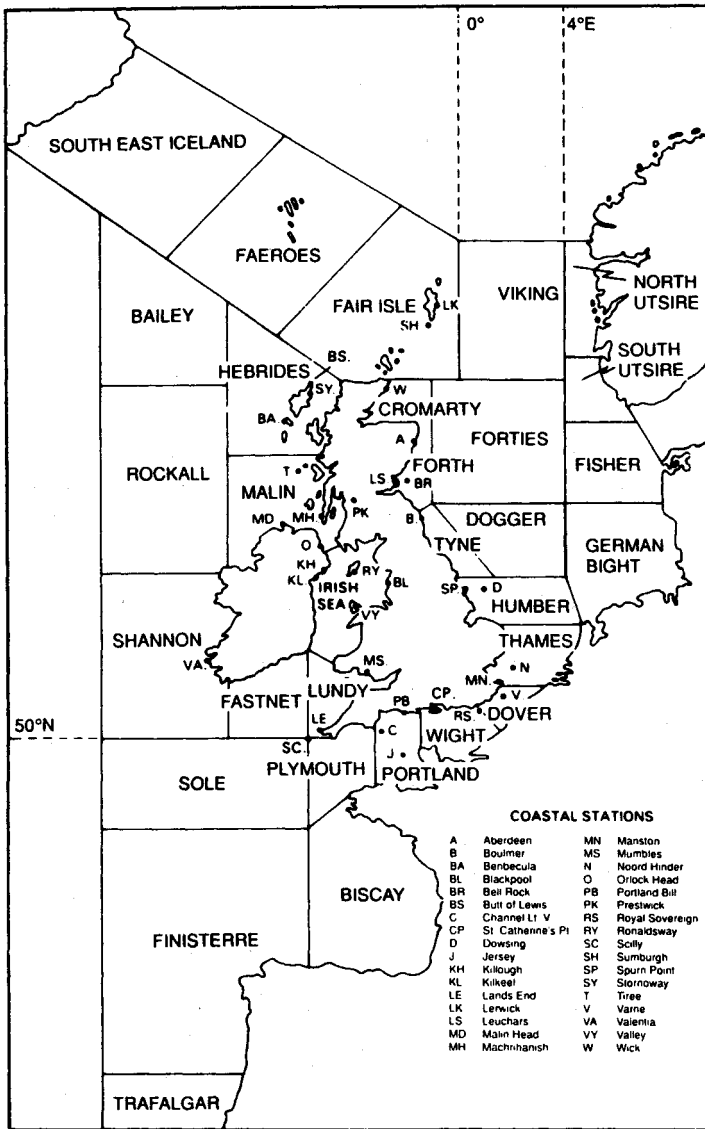 0°
4°E
SOUTH EAST ICELAND
FAEROES
FAIR ISLE
LK
SH
VIKING
NORTH
UTSIRE
SOUTH
UTSIRE
BAILEY
HEBRIDES
BS.
SY.
BA.
W
CROMARTY
A
FORTIES
FISHER
ROCKALL
T
MALIN
FORTH
LS
BR
MD
MH.
PK
B.
DOGGER
TYNE
GERMAN
BIGHT
O
KH
KL.
IRISH
SEA
RY
BL
VY
SP.
D
HUMBER
SHANNON
VA.
THAMES
N
MS.
MN.
V
FASTNET
LUNDY
LE
PB
CP.
RS.
DOVER
50°N
SC.
C
WIGHT
J
PLYMOUTH
PORTLAND
SOLE
BISCAY
FINISTERRE
TRAFALGAR
COASTAL STATIONS
A Aberdeen
B Boulmer
BA Benbecula
BL Blackpool
BR Bell Rock
BS Butt of Lewis
C Channel Lt. V
CP St. Catherine's Pt
D Dowsing
J Jersey
KH Killough
KL Kilkeel
LE Lands End
LK Lerwick
LS Leuchars
MD Malin Head
MH Machrihanish
MN Manston
MS Mumbles
N Noord Hinder
O Orlock Head
PB Portland Bill
PK Prestwick
RS Royal Sovereign
RY Ronaldsway
SC Scilly
SH Sumburgh
SP Spurn Point
SY Stornoway
T Tiree
V Varne
VA Valentia
VY Valley
W Wick